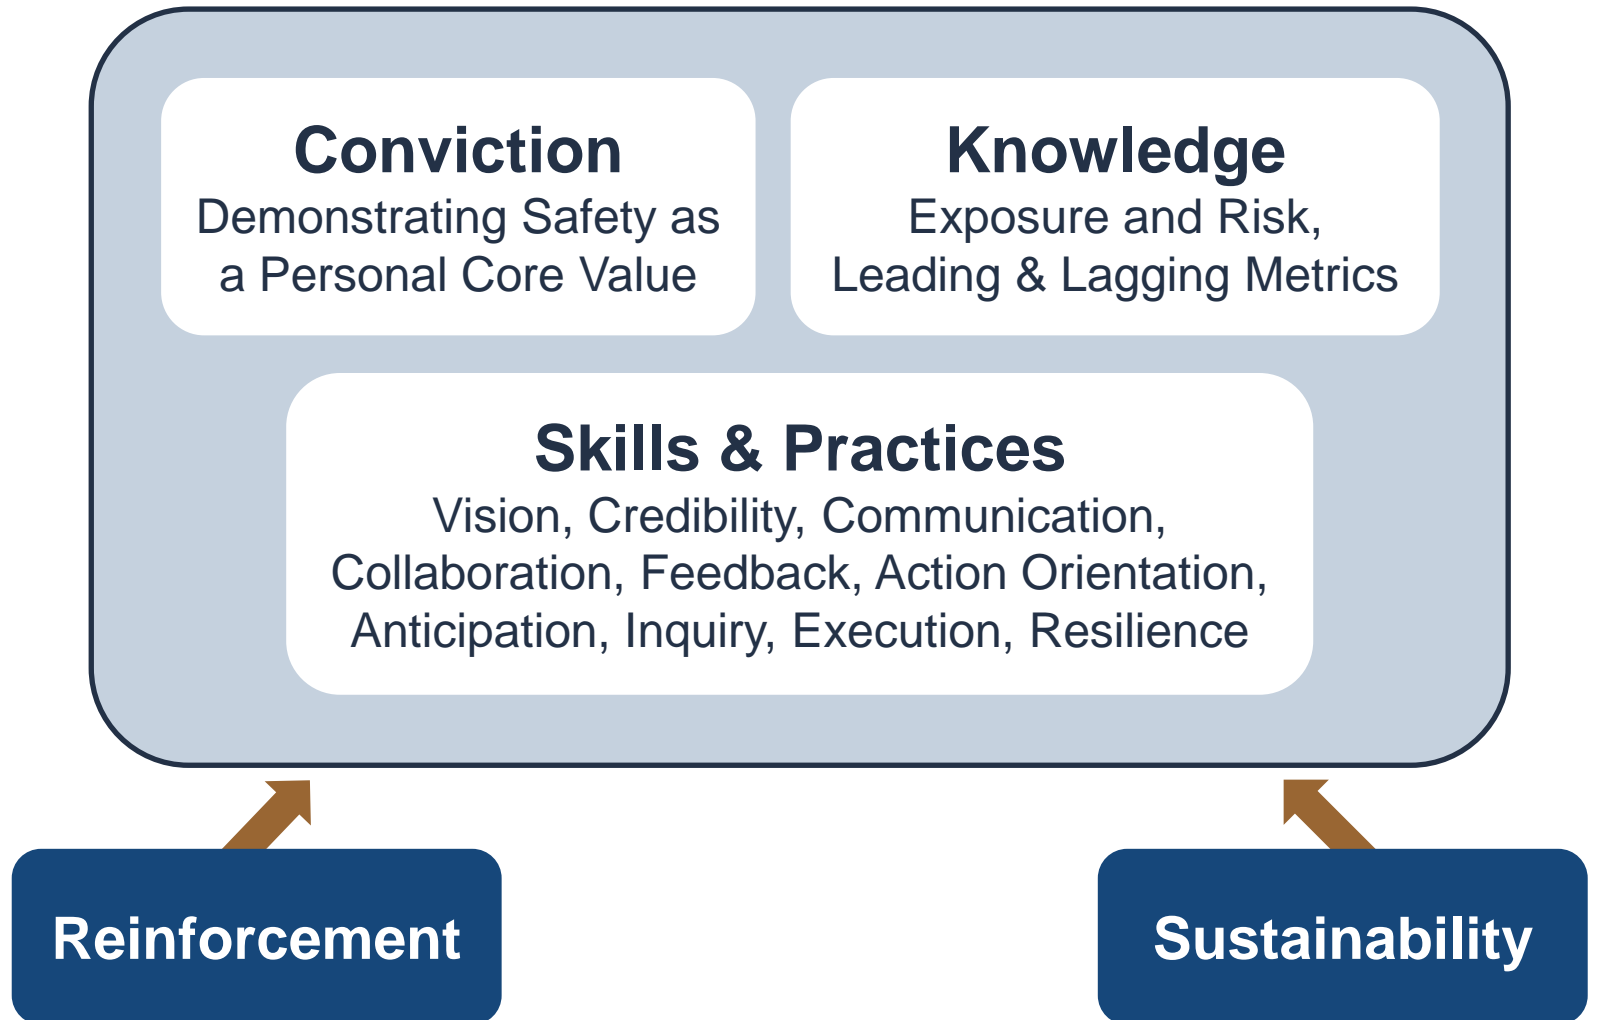 Conviction
Demonstrating Safety as
a Personal Core Value
Knowledge
Exposure and Risk,
Leading & Lagging Metrics
Skills & Practices
Vision, Credibility, Communication,
Collaboration, Feedback, Action Orientation,
Anticipation, Inquiry, Execution, Resilience
Reinforcement
Sustainability